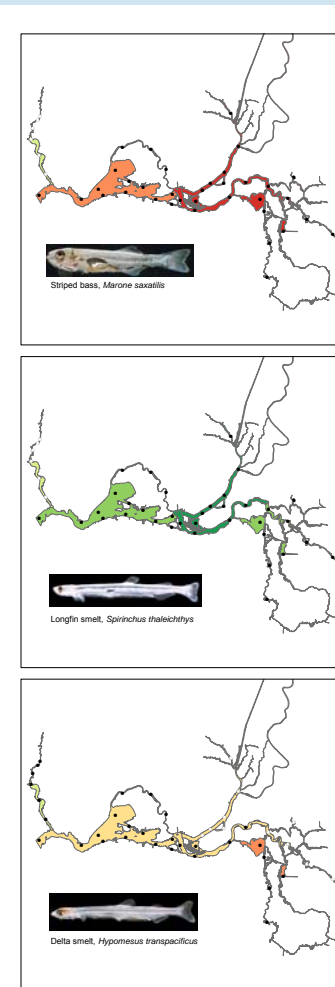 Striped bass, Marone saxatilis
Longfin smelt, Spirinchus thaleichthys
Delta smelt, Hypomesus transpacificus